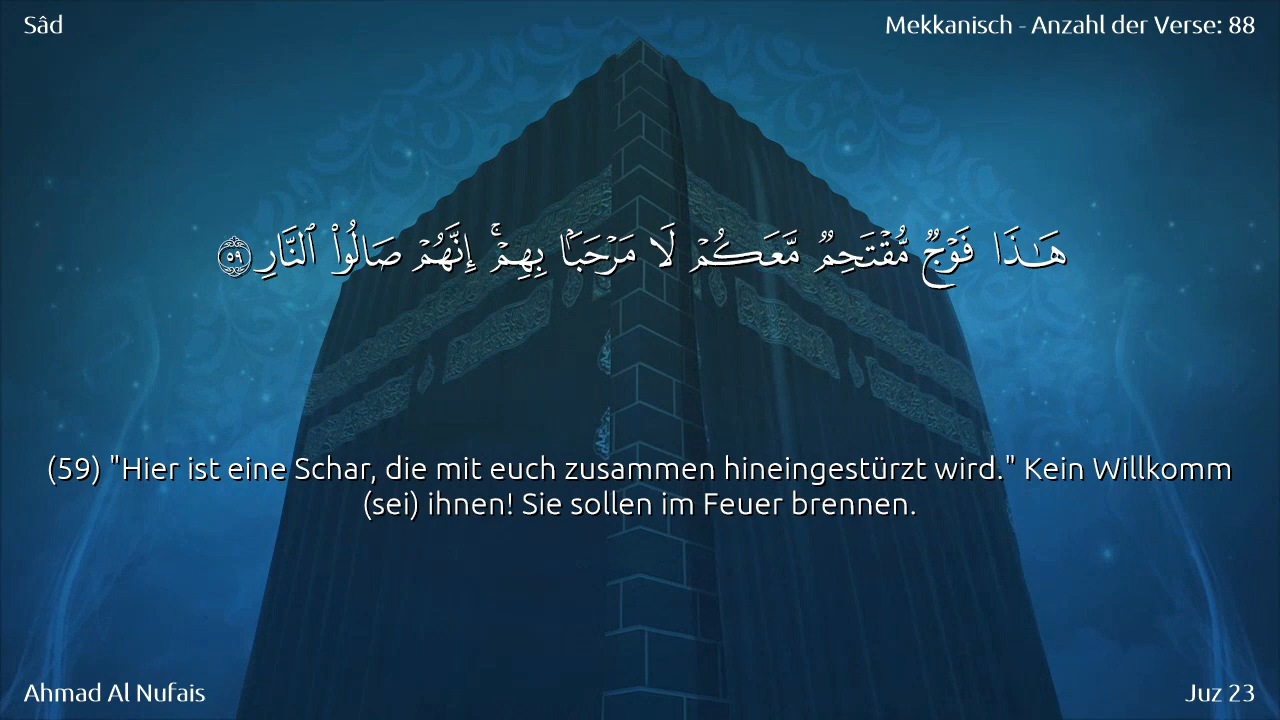 Sâd
Mekkanisch - Anzahl der Verse: 88
هَٰذَا فَوْجٌ مُّقْتَحِمٌ مَّعَكُمْ لَا مَرْحَبًۢا بِهِمْ ۚ إِنَّهُمْ صَالُوا۟ ٱلنَّارِ ٥٩
(59) "Hier ist eine Schar, die mit euch zusammen hineingestürzt wird." Kein Willkomm
(sei) ihnen! Sie sollen im Feuer brennen.
Ahmad Al Nufais
Juz 23